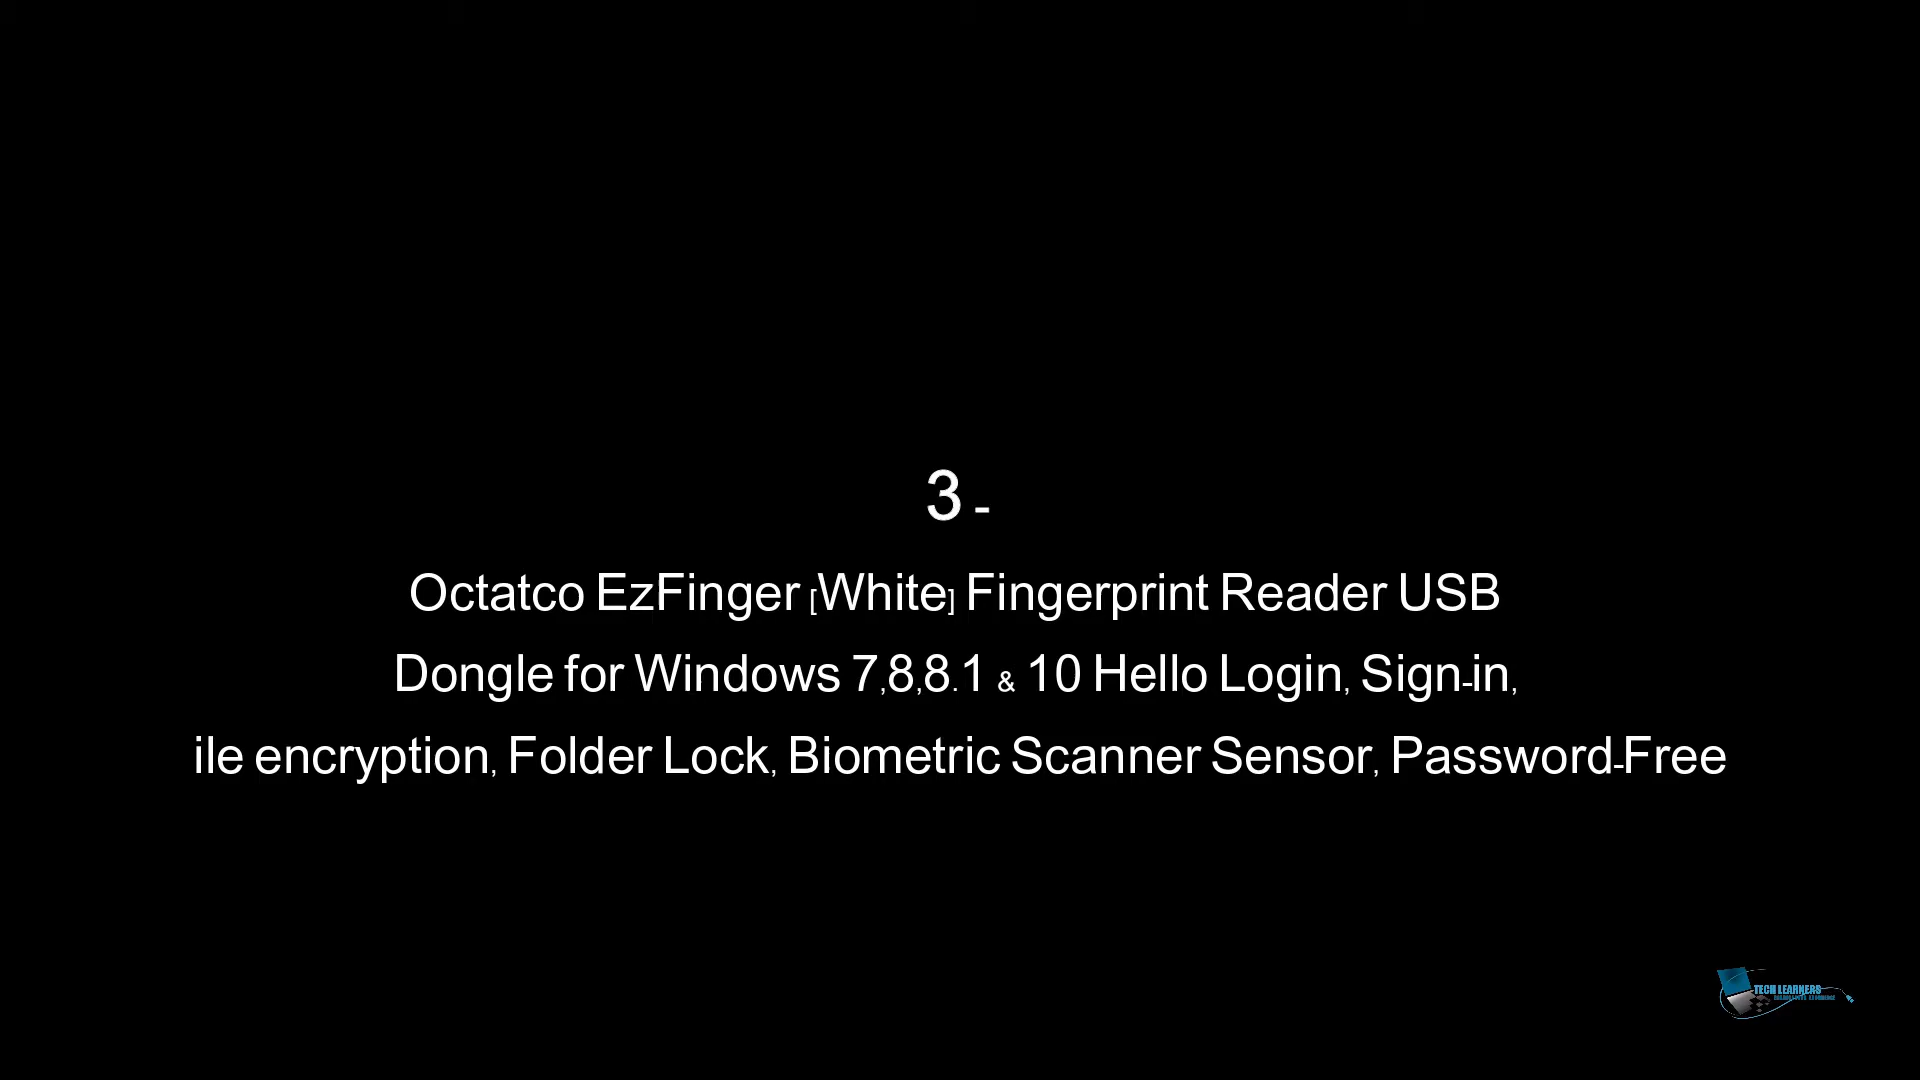 3 -
Octatco EzFinger [White] Fingerprint Reader USB
Dongle for Windows 7,8,8.1 & 10 Hello Login, Sign-in,
ile encryption, Folder Lock, Biometric Scanner Sensor, Password-Free
TECH LEARNERS